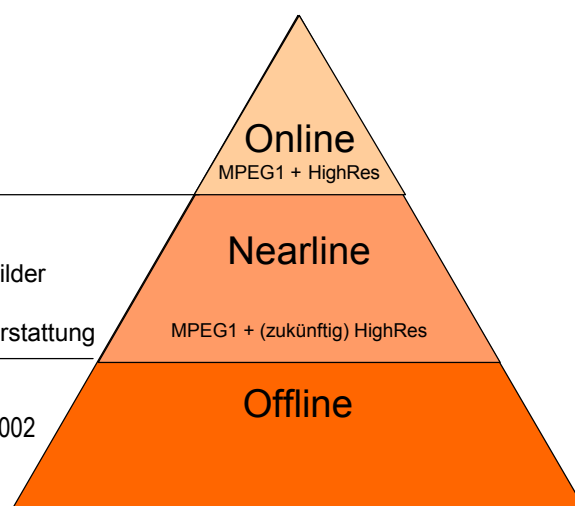 Online
MPEG1 + HighRes
Nearline
ilder
rstattung
MPEG1 + (zukünftig) HighRes
Offline
002